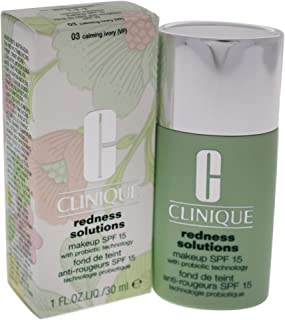 03 calming ivory (VF)
CLINIQUE
redness
solutions
makeup SPF 15
with probiotic technology
fond de teint
anti-rougeurs SPF 15
technologie probiotique
1 FL.OZ.LIQ/30 ml e
CLINIQUE
redness
solutions
makeup SPF 15
with probiotic technology
fond de teint
anti-rougeurs SPF 15
technologie probiotique